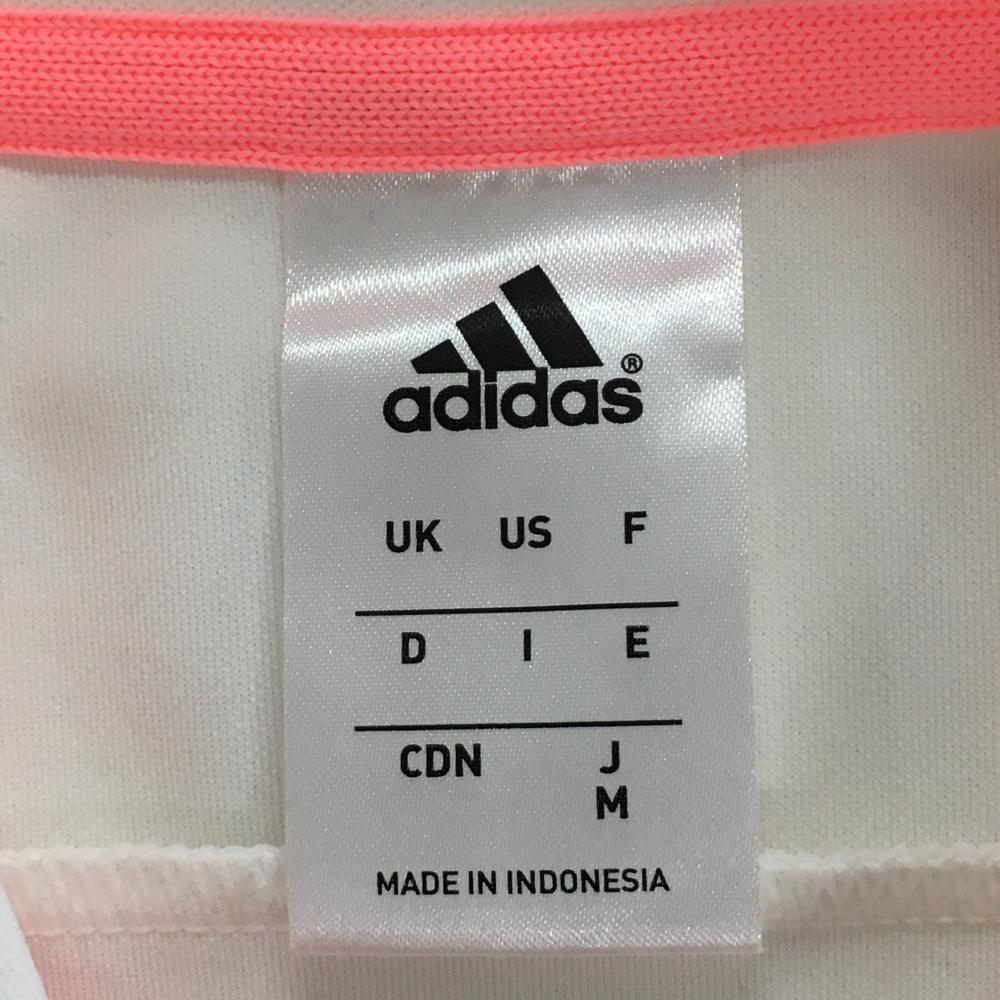 adidas®
UK US F
D I E
CDN J
M
MADE IN INDONESIA